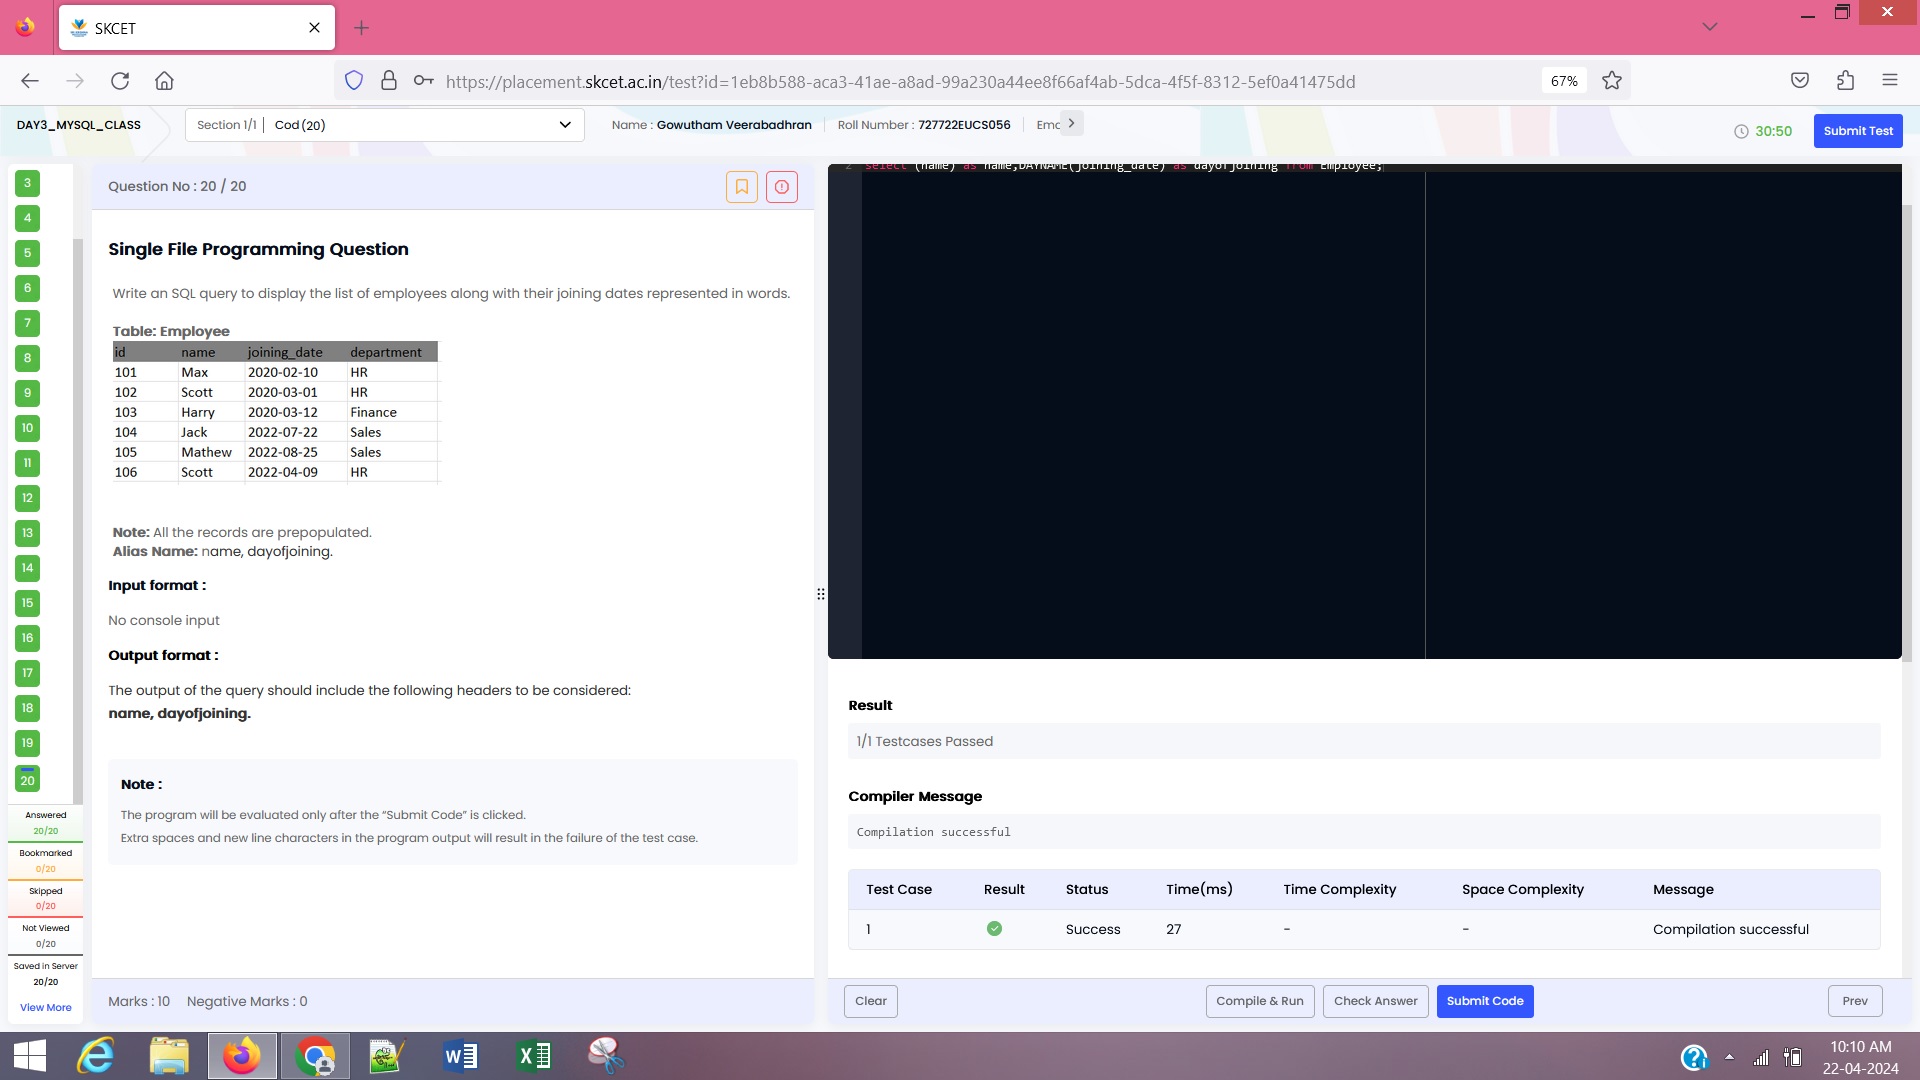 SKCET
https://placement.skcet.ac.in/test?id=1eb8b588-aca3-41ae-a8ad-99a230a44ee8f66af4ab-5dca-4f5f-8312-5ef0a41475dd
67%
DAY3_MYSQL_CLASS
Section 1/1 | Cod (20)
Name : Gowutham Veerabadhran
Roll Number : 727722EUCS056
Ema
30:50
Submit Test
3
4
5
6
7
8
9
10
11
12
13
14
15
16
17
18
19
20
Answered
20/20
Bookmarked
0/20
Skipped
0/20
Not Viewed
0/20
Saved in Server
20/20
View More
Question No : 20 / 20
Single File Programming Question
Write an SQL query to display the list of employees along with their joining dates represented in words.
Table: Employee
id name joining_date department
101 Max 2020-02-10 HR
102 Scott 2020-03-01 HR
103 Harry 2020-03-12 Finance
104 Jack 2022-07-22 Sales
105 Mathew 2022-08-25 Sales
106 Scott 2022-04-09 HR
Note: All the records are prepopulated.
Alias Name: name, dayofjoining.
Input format :
No console input
Output format :
The output of the query should include the following headers to be considered:
name, dayofjoining.
Note :
The program will be evaluated only after the “Submit Code” is clicked.
Extra spaces and new line characters in the program output will result in the failure of the test case.
Marks : 10 Negative Marks : 0
2 select (name) as name,DAYNAME(joining_date) as dayofjoining from Employee;
Result
1/1 Testcases Passed
Compiler Message
Compilation successful
Test Case Result Status Time(ms) Time Complexity Space Complexity Message
1 Success 27 - - Compilation successful
Clear
Compile & Run
Check Answer
Submit Code
Prev
10:10 AM
22-04-2024